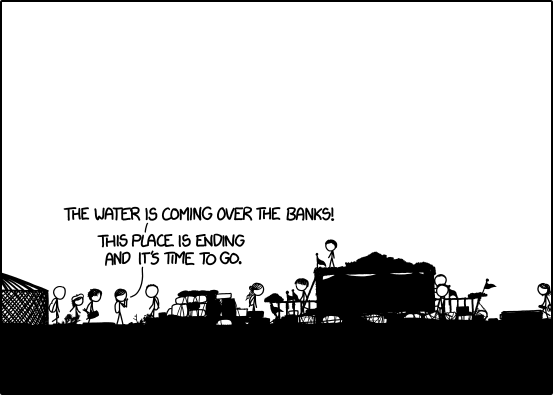 THE WATER IS COMING OVER THE BANKS!
THIS PLACE IS ENDING
AND IT'S TIME TO GO.